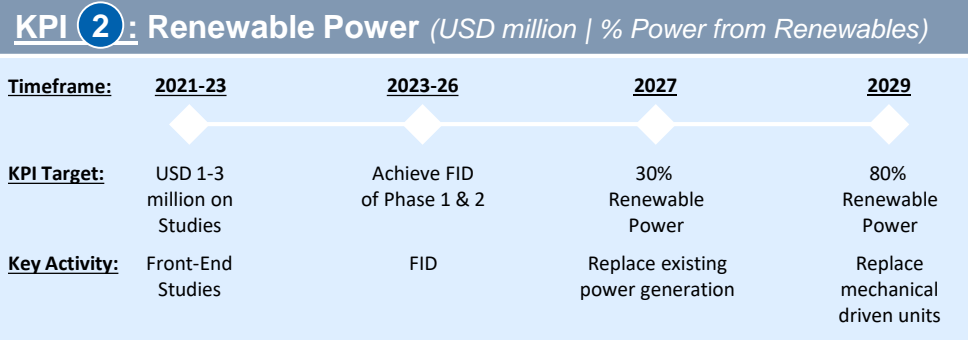 KPI 2: Renewable Power (USD million | % Power from Renewables)
Timeframe: 2021-23 2023-26 2027 2029
KPI Target: USD 1-3 Achieve FID 30% 80%
million on of Phase 1 & 2 Renewable Renewable
Studies Power Power
Key Activity: Front-End FID Replace existing Replace
Studies power generation mechanical
driven units